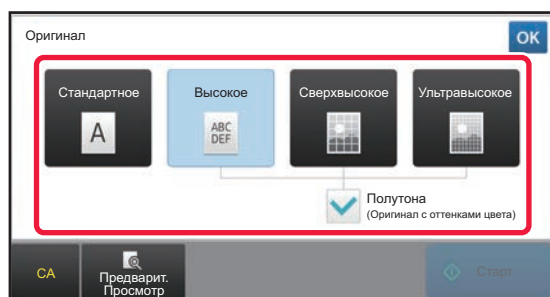 Оригинал
OK
Стандартное
Высокое
Сверхвысокое
Ультравысокое
A
ABC
DEF
Полутона
(Оригинал с оттенками цвета)
CA
Предварит.
Просмотр
Старт